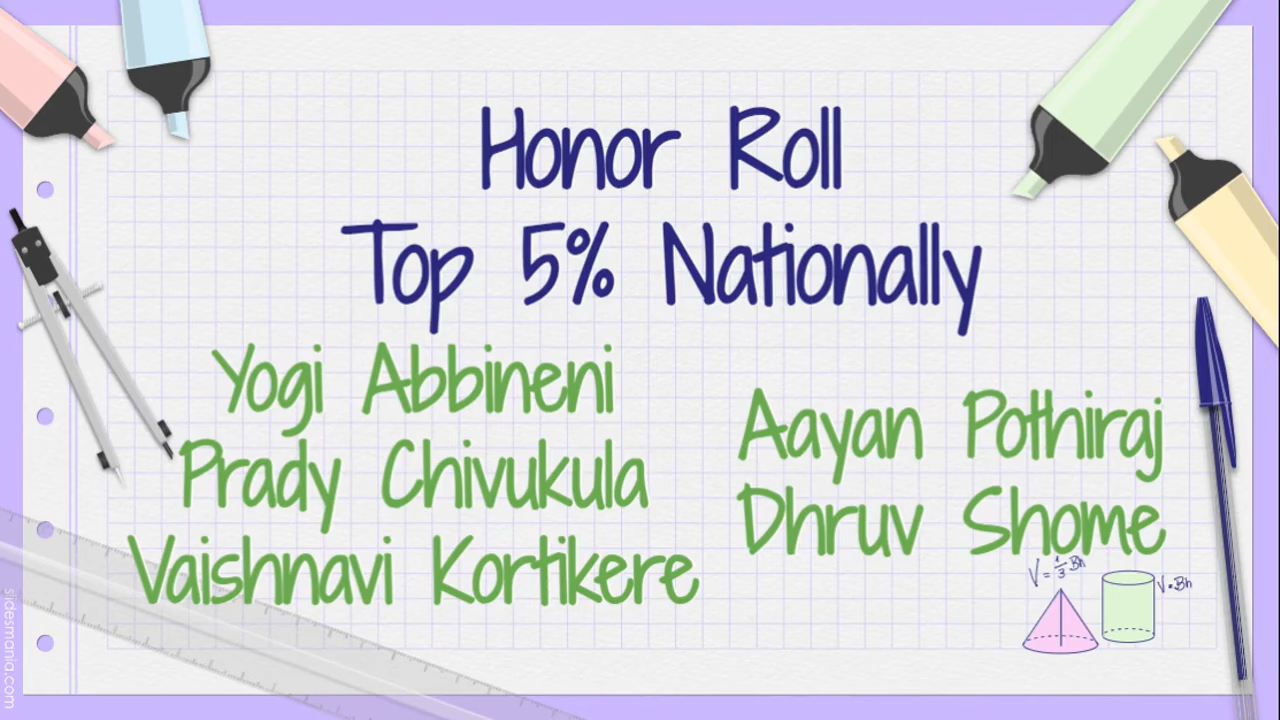 Honor Roll
Top 5% Nationally
Yogi Abbineni
Prady Chivukula
Vaishnavi Kortikere
Aayan Pothiraj
Dhruv Shome
V = 1/3 Bh
V = Bh
slidesmania.com